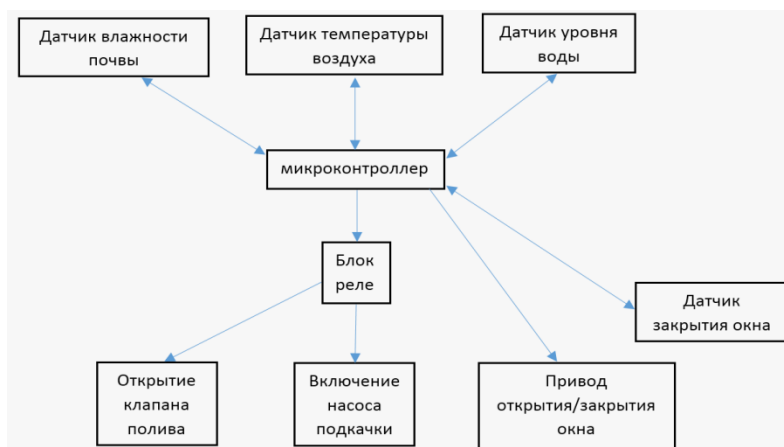 Датчик влажности
почвы
Датчик температуры
воздуха
Датчик уровня
воды
микроконтроллер
Блок
реле
Датчик
закрытия окна
Открытие
клапана
полива
Включение
насоса
подкачки
Привод
открытия/закрытия
окна